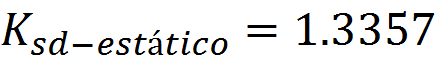 K_{sd-estático} = 1.3357